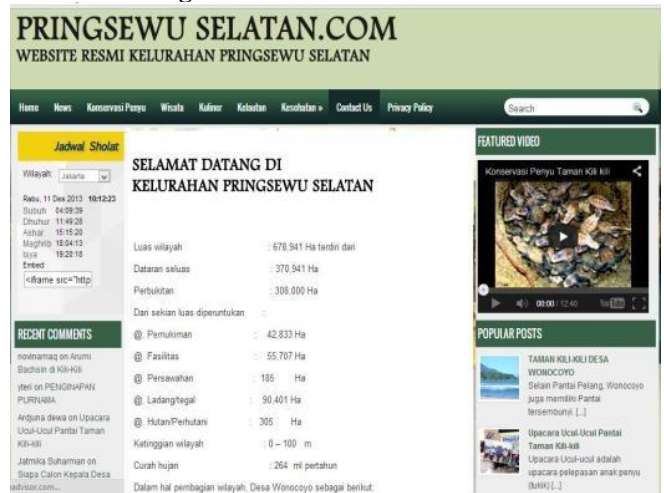 PRINGSEWU SELATAN.COM
WEBSITE RESMI KELURAHAN PRINGSEWU SELATAN
Home News Konservasi Penyu Wisata Kuliner Kelautan Kesehatan » Contact Us Privacy Policy
Search
Jadwal Sholat
Wilayah: Jakarta
Rabu, 11 Des 2013 10:12:23
Subuh 04:09:39
Dhuhur 11:49:28
Ashar 15:15:20
Maghrib 18:04:13
Isya 19:20:18
Embed:
<iframe src="http
RECENT COMMENTS
novinamaq on Arumi
Bachsin di Kili-Kili
yteri on PENGINAPAN
PURNAMA
Ardjuna dewa on Upacara
Ucul-Ucul Pantai Taman
Kili-kili
Jatmika Suharman on
Siapa Calon Kepala Desa
SELAMAT DATANG DI
KELURAHAN PRINGSEWU SELATAN
Luas wilayah : 678,941 Ha terdiri dari
Dataran seluas : 370,941 Ha
Perbukitan : 308,000 Ha
Dari sekian luas diperuntukan :
@. Pemukiman : 42,833 Ha
@. Fasilitas : 55,707 Ha
@. Persawahan : 185 Ha
@. Ladang/tegal : 90,401 Ha
@. Hutan/Perhutani : 305 Ha
Ketinggian wilayah : 0 – 100 m
Curah hujan : 264 ml pertahun
Dalam hal pembagian wilayah, Desa Wonocoyo sebagai berikut:
FEATURED VIDEO
Konservasi Penyu Taman Kili kili
00:00 / 12:40 YouTube
POPULAR POSTS
TAMAN KILI-KILI DESA
WONOCOYO
Selain Pantai Pelang, Wonocoyo
juga memiliki Pantai
tersembunyi. [...]
Upacara Ucul-Ucul Pantai
Taman Kili-kili
Upacara Ucul-ucul adalah
upacara pelepasan anak penyu
(tukik) [...]